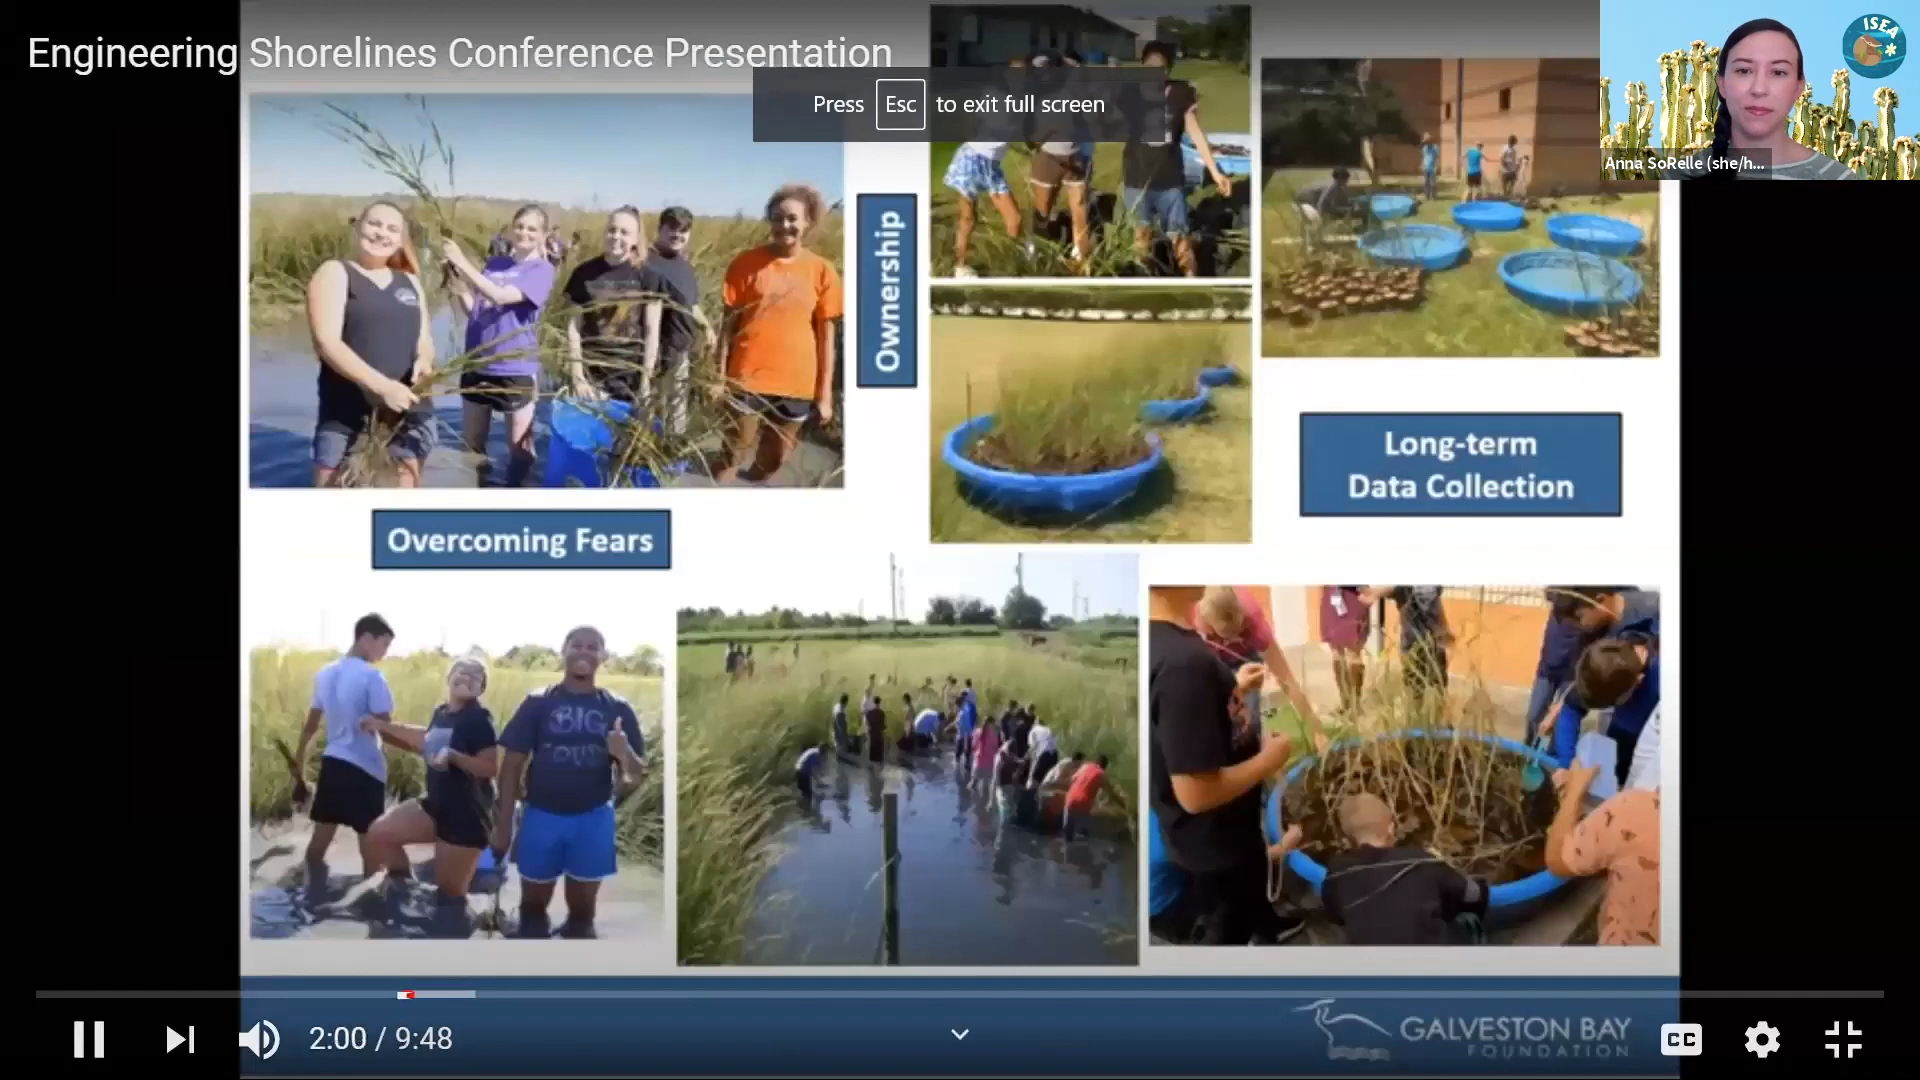 Engineering Shorelines Conference Presentation
Press Esc to exit full screen
ISEA
Anna SoRelle (she/h...
Ownership
Long-term
Data Collection
Overcoming Fears
BIG
2:00 / 9:48
GALVESTON BAY
FOUNDATION
CC